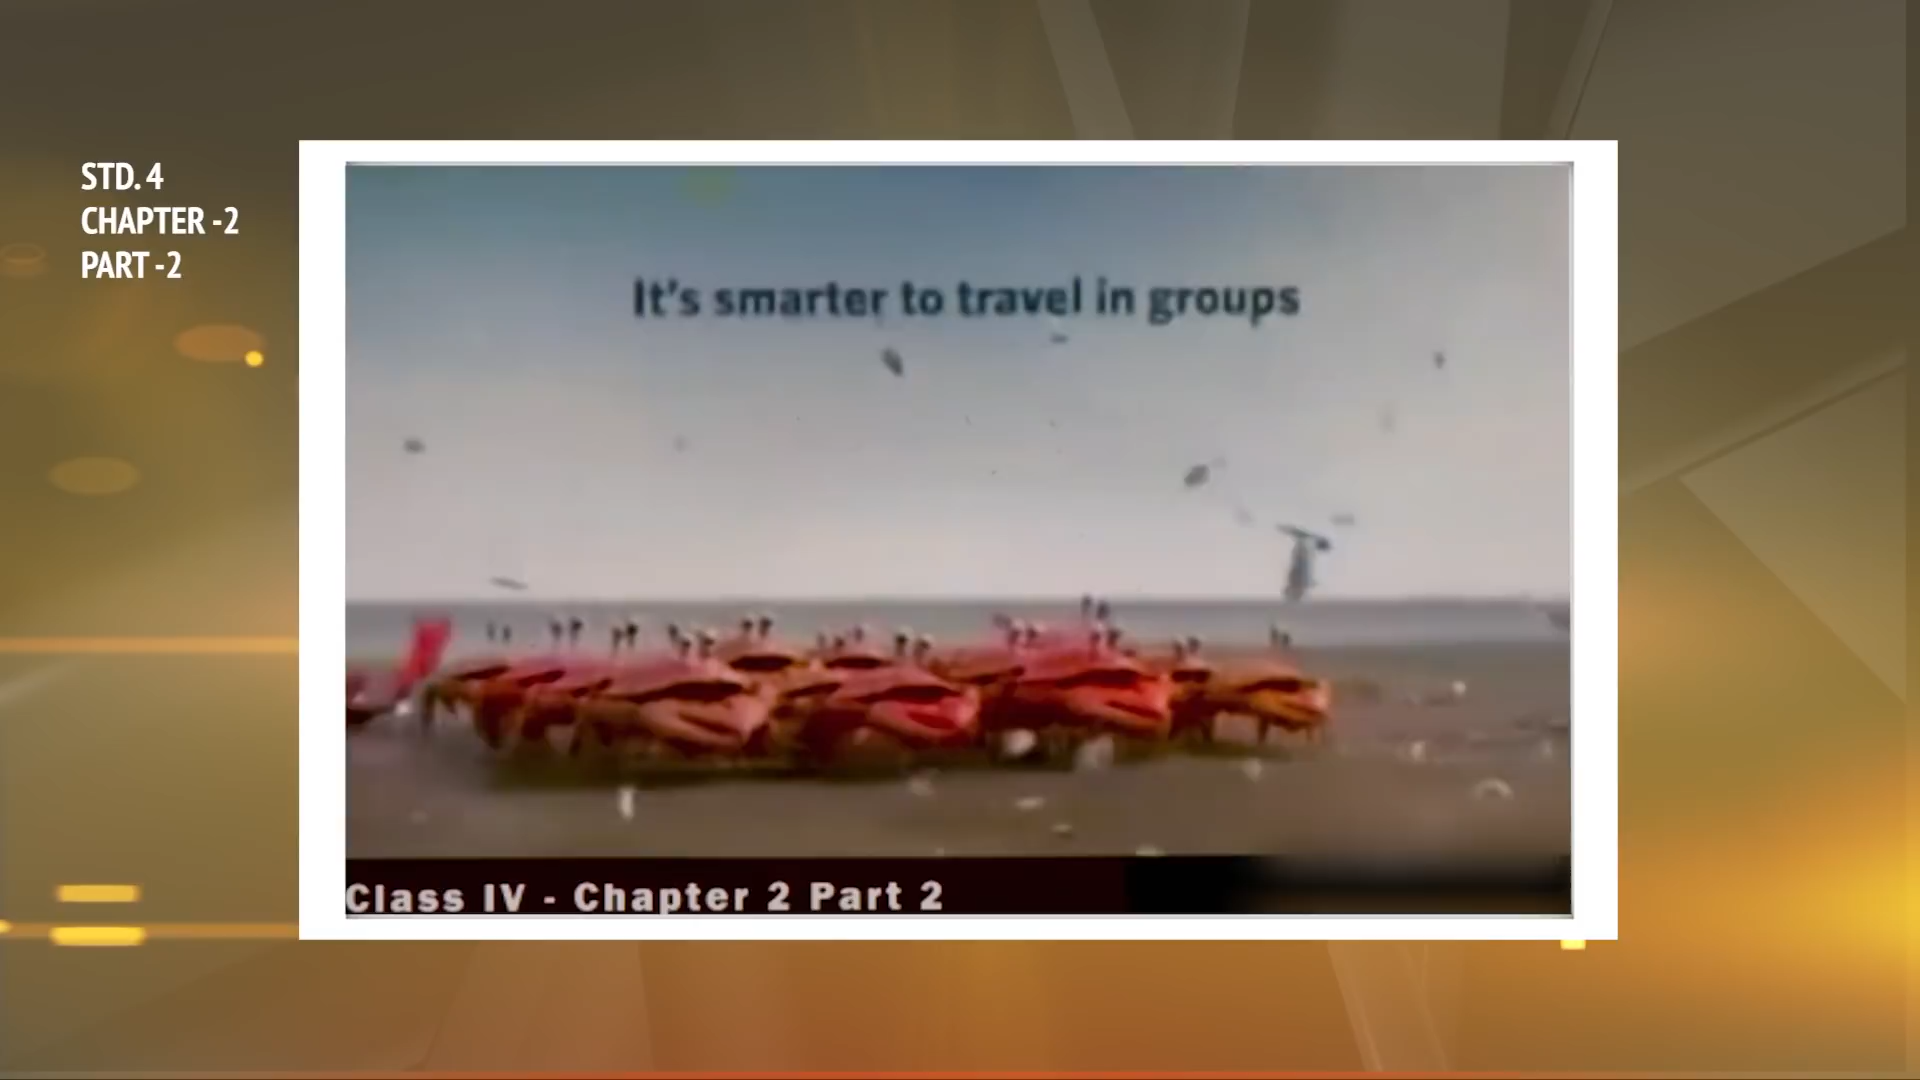 STD. 4
CHAPTER -2
PART -2
It's smarter to travel in groups
Class IV - Chapter 2 Part 2